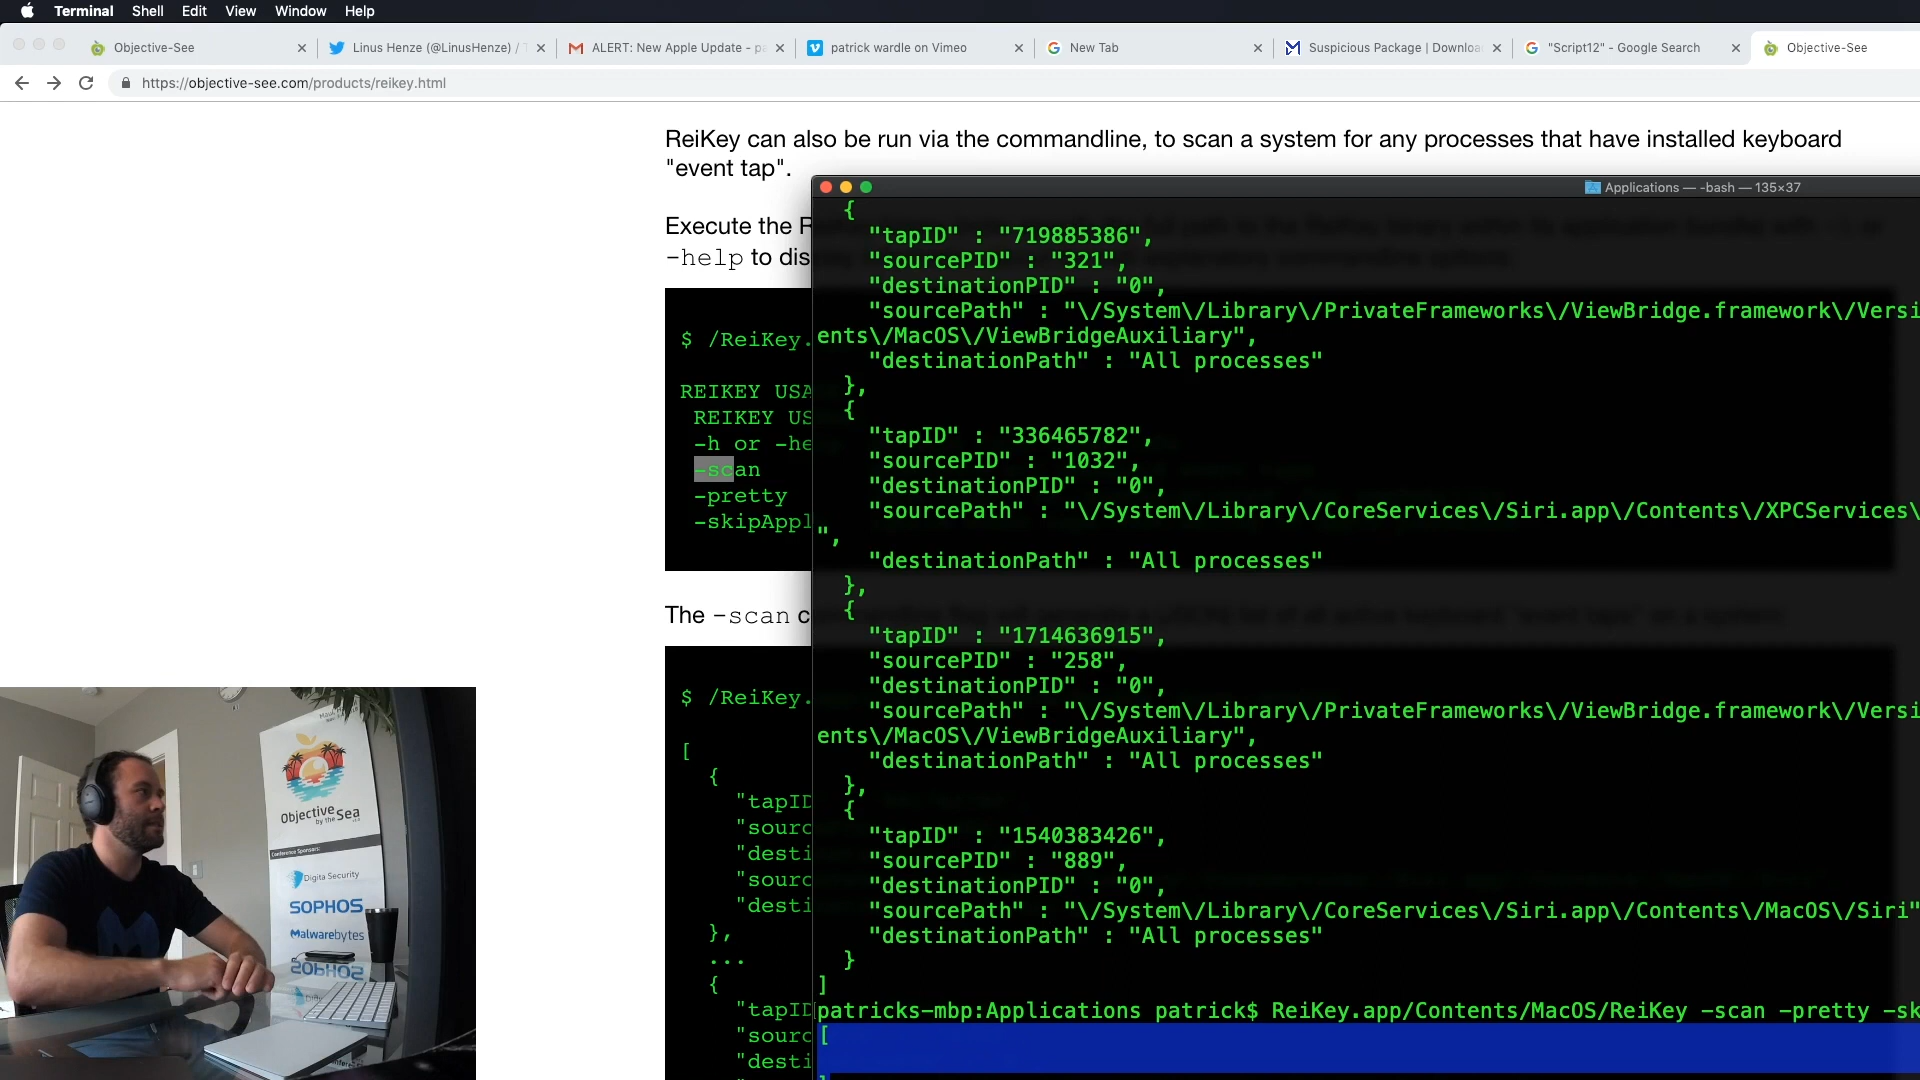 Terminal Shell Edit View Window Help
Objective-See
Linus Henze (@LinusHenze) / T
ALERT: New Apple Update - pa
patrick wardle on Vimeo
New Tab
Suspicious Package | Downloa
"Script12" - Google Search
Objective-See
https://objective-see.com/products/reikey.html
ReiKey can also be run via the commandline, to scan a system for any processes that have installed keyboard
"event tap".
Execute the R
-help to dis
$ /ReiKey.
REIKEY USA
REIKEY US
-h or -he
-scan
-pretty
-skipAppl
The -scan c
$ /ReiKey.
[
{
"tapID
"sourc
"desti
"sourc
"desti
},
...
{
"tapID
"sourc
"desti
Applications — -bash — 135×37
{
"tapID" : "719885386",
"sourcePID" : "321",
"destinationPID" : "0",
"sourcePath" : "\/System\/Library\/PrivateFrameworks\/ViewBridge.framework\/Versi
ents\/MacOS\/ViewBridgeAuxiliary",
"destinationPath" : "All processes"
},
{
"tapID" : "336465782",
"sourcePID" : "1032",
"destinationPID" : "0",
"sourcePath" : "\/System\/Library\/CoreServices\/Siri.app\/Contents\/XPCServices\
",
"destinationPath" : "All processes"
},
{
"tapID" : "1714636915",
"sourcePID" : "258",
"destinationPID" : "0",
"sourcePath" : "\/System\/Library\/PrivateFrameworks\/ViewBridge.framework\/Versi
ents\/MacOS\/ViewBridgeAuxiliary",
"destinationPath" : "All processes"
},
{
"tapID" : "1540383426",
"sourcePID" : "889",
"destinationPID" : "0",
"sourcePath" : "\/System\/Library\/CoreServices\/Siri.app\/Contents\/MacOS\/Siri"
"destinationPath" : "All processes"
}
]
patricks-mbp:Applications patrick$ ReiKey.app/Contents/MacOS/ReiKey -scan -pretty -sk
[
Objective
by the Sea
Conference Sponsors:
Digita Security
SOPHOS
Malwarebytes